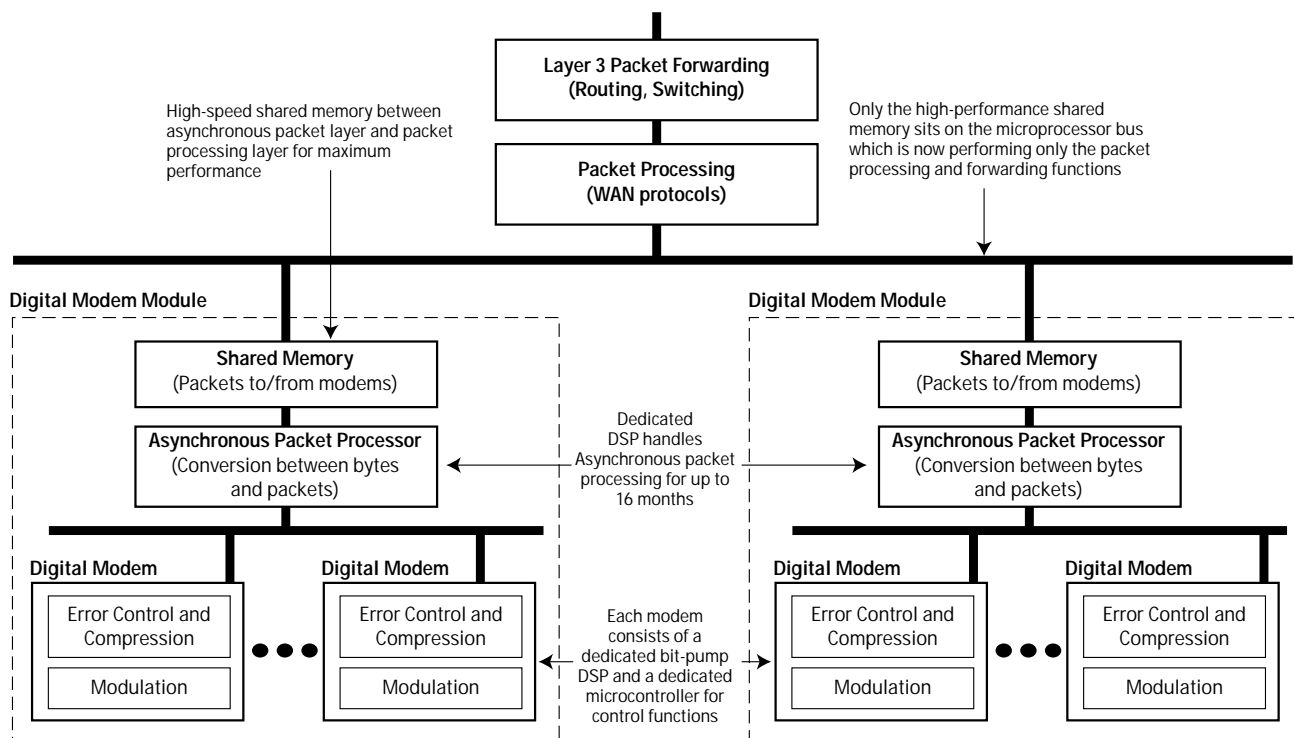 Layer 3 Packet Forwarding
(Routing, Switching)
High-speed shared memory between
asynchronous packet layer and packet
processing layer for maximum
performance
Only the high-performance shared
memory sits on the microprocessor bus
which is now performing only the packet
processing and forwarding functions
Packet Processing
(WAN protocols)
Digital Modem Module
Digital Modem Module
Shared Memory
(Packets to/from modems)
Shared Memory
(Packets to/from modems)
Asynchronous Packet Processor
(Conversion between bytes
and packets)
Dedicated
DSP handles
Asynchronous packet
processing for up to
16 months
Asynchronous Packet Processor
(Conversion between bytes
and packets)
Digital Modem
Digital Modem
Digital Modem
Digital Modem
Error Control and
Compression
Modulation
Error Control and
Compression
Modulation
Each modem
consists of a
dedicated bit-pump
DSP and a dedicated
microcontroller for
control functions
Error Control and
Compression
Modulation
Error Control and
Compression
Modulation